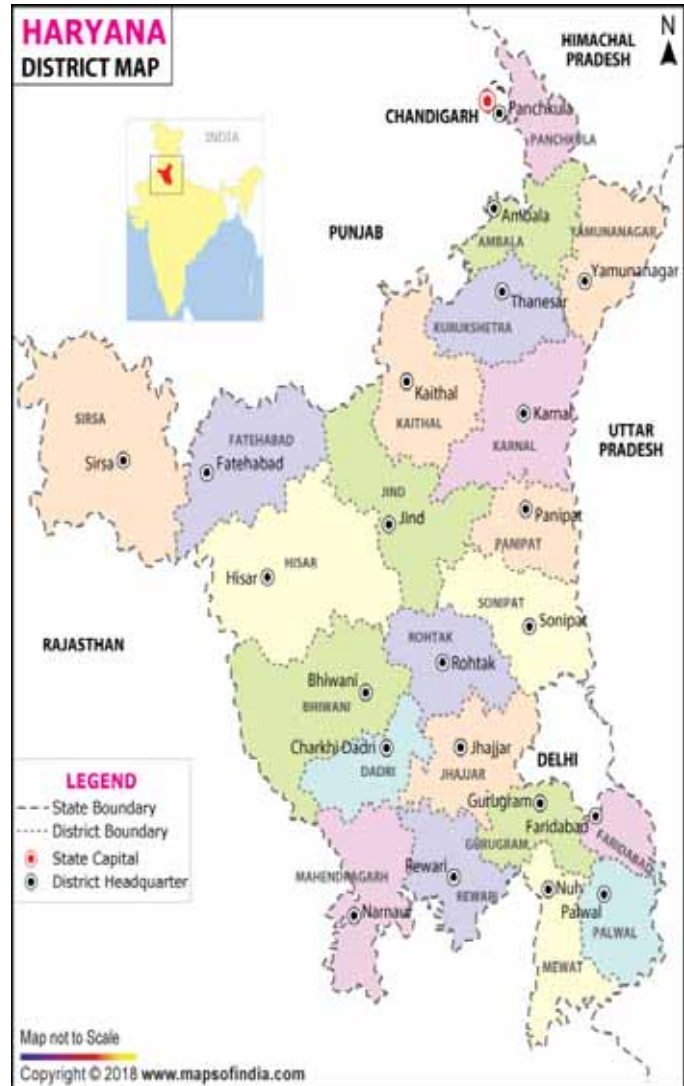 HARYANA
DISTRICT MAP
N
HIMACHAL
PRADESH
INDIA
CHANDIGARH
Panchkula
PANCHKULA
PUNJAB
Ambala
AMBALA
YAMUNANAGAR
Yamunanagar
Thanesar
KURUKSHETRA
Kaithal
KAITHAL
Karnal
KARNAL
UTTAR
PRADESH
SIRSA
Sirsa
FATEHABAD
Fatehabad
JIND
Jind
Panipat
PANIPAT
HISAR
Hisar
SONIPAT
Sonipat
RAJASTHAN
ROHTAK
Rohtak
Bhiwani
BHIWANI
Charkhi Dadri
DADRI
Jhajjar
JHAJJAR
DELHI
Gurugram
GURUGRAM
Faridabad
FARIDABAD
MAHENDRAGARH
Rewari
REWARI
Narnaur
Nuh
MEWAT
Palwal
PALWAL
LEGEND
State Boundary
District Boundary
State Capital
District Headquarter
Map not to Scale
Copyright © 2018 www.mapsofindia.com